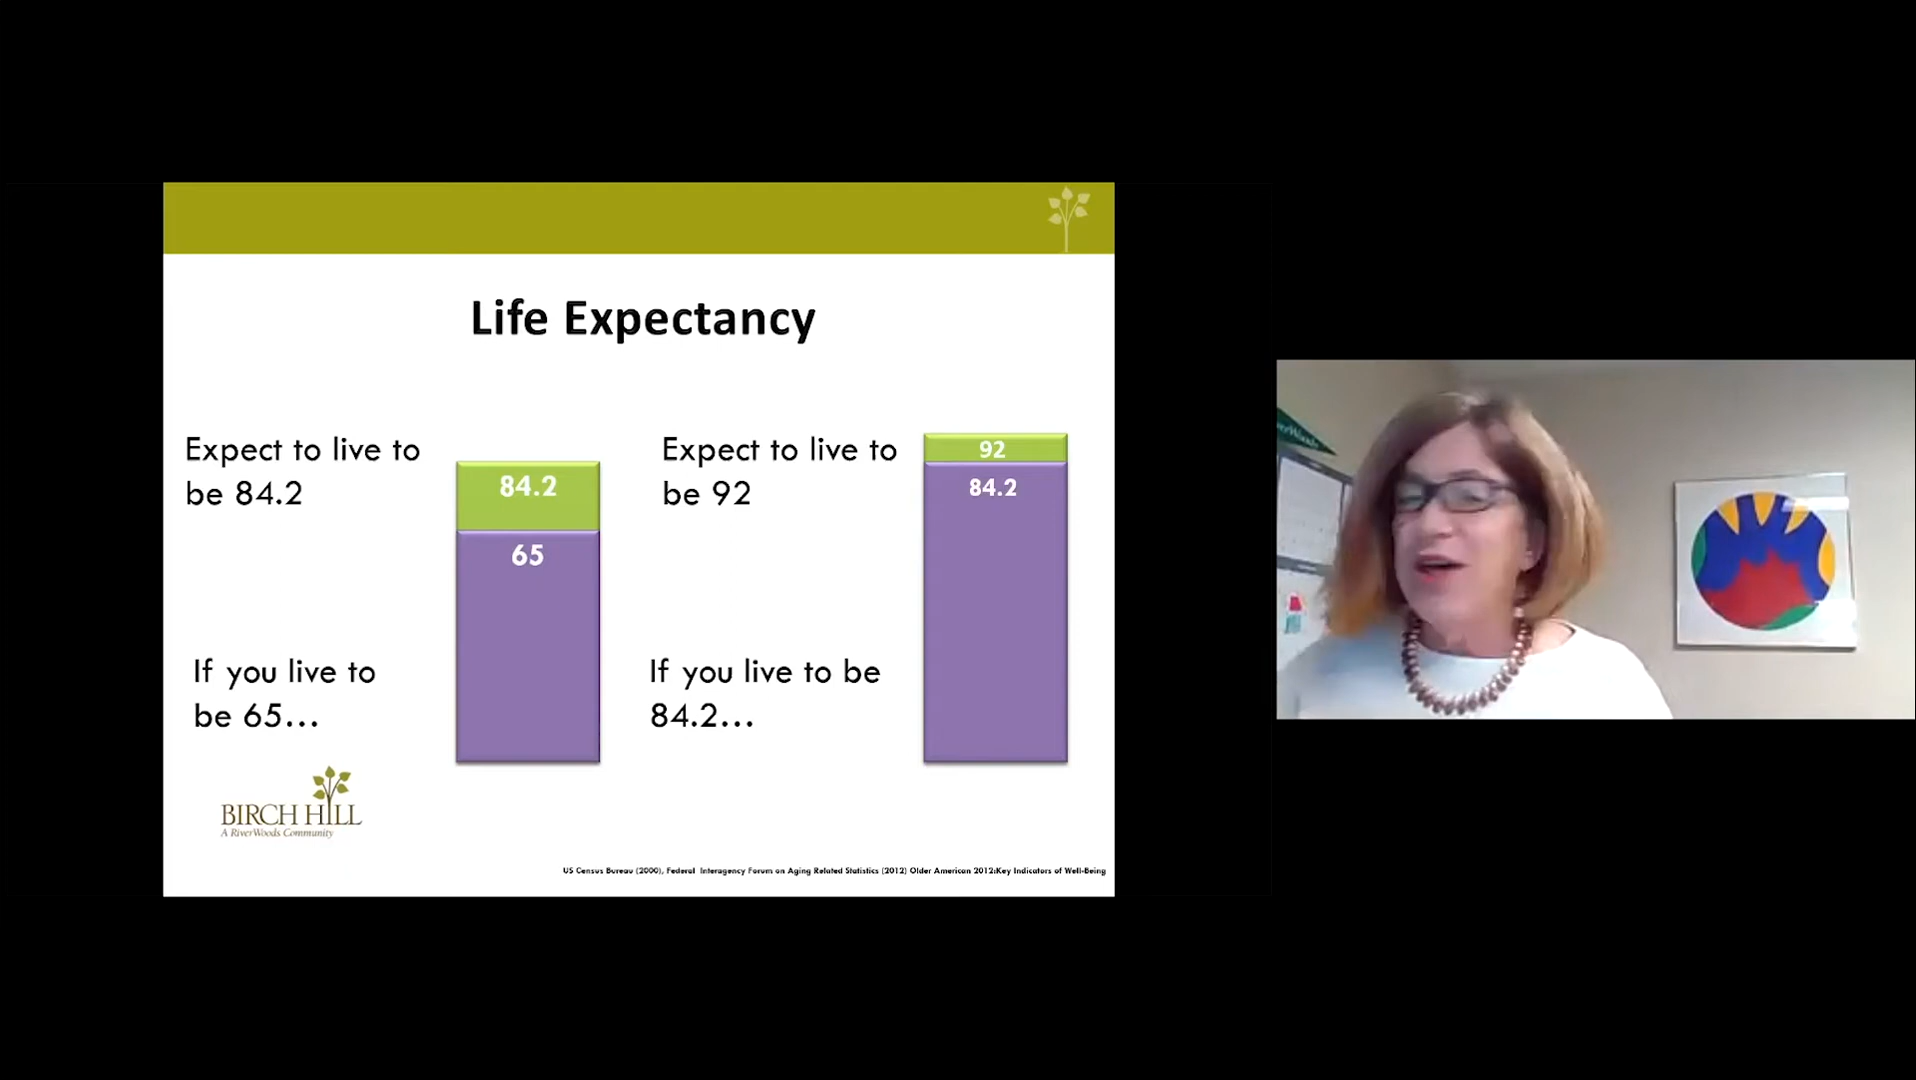 Life Expectancy
Expect to live to
be 84.2
84.2
65
If you live to
be 65...
Expect to live to
be 92
92
84.2
If you live to be
84.2...
BIRCH HILL
A RiverWoods Community
US Census Bureau (2000), Federal Interagency Forum on Aging Related Statistics (2012) Older American 2012:Key Indicators of Well-Being